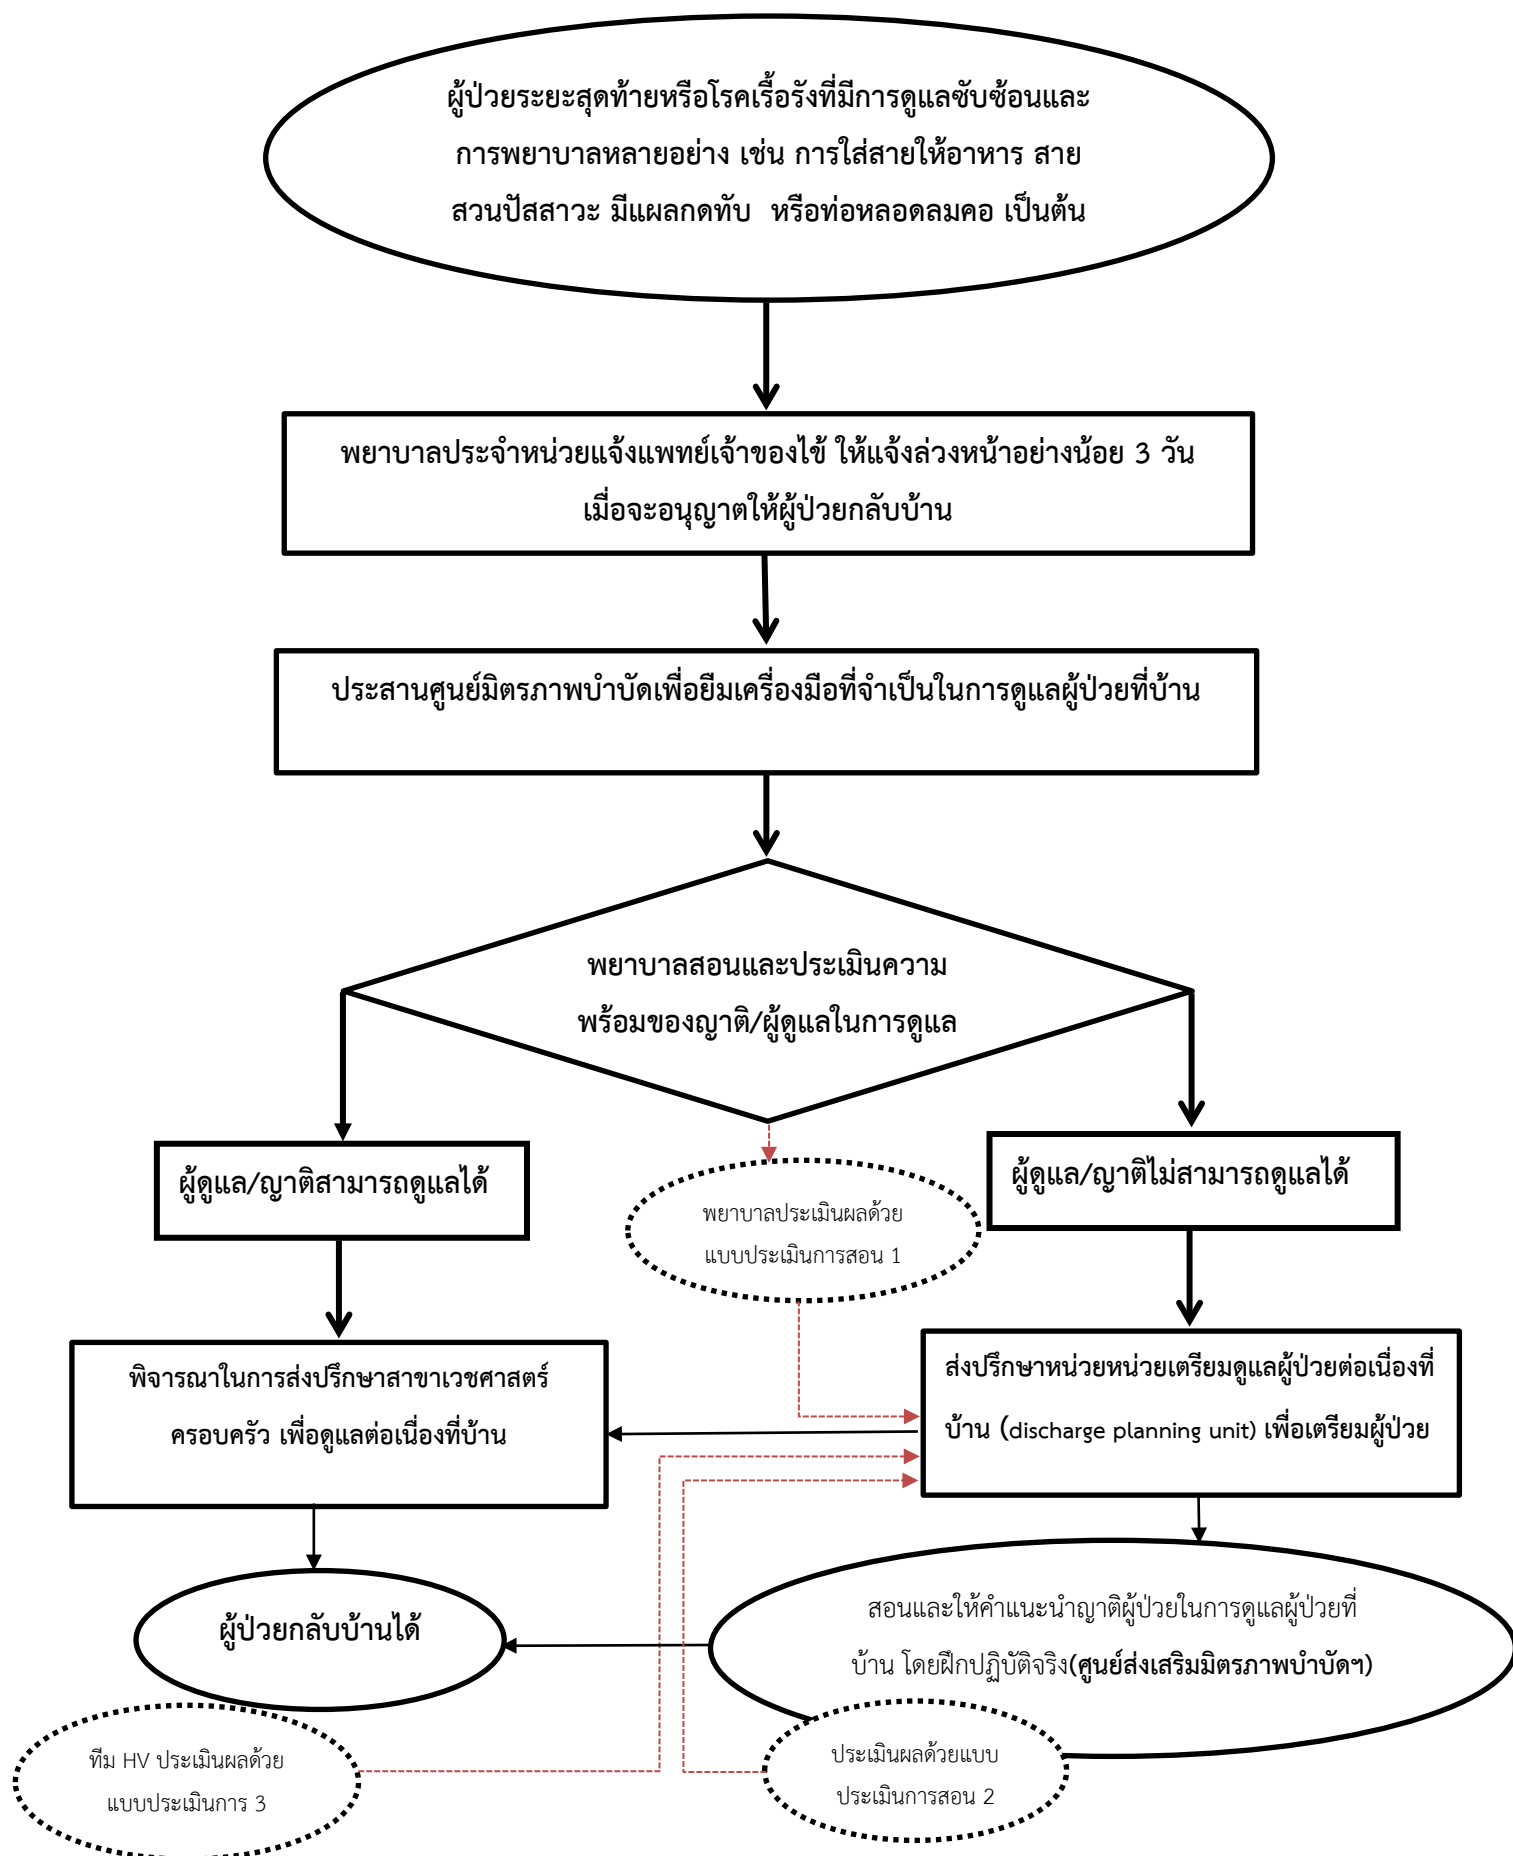 ผู้ป่วยระยะสุดท้ายหรือโรคเรื้อรังที่มีการดูแลซับซ้อนและ
การพยาบาลหลายอย่าง เช่น การใส่สายให้อาหาร สาย
สวนปัสสาวะ มีแผลกดทับ หรือท่อหลอดลมคอ เป็นต้น
พยาบาลประจำหน่วยแจ้งแพทย์เจ้าของไข้ ให้แจ้งล่วงหน้าอย่างน้อย 3 วัน
เมื่อจะอนุญาตให้ผู้ป่วยกลับบ้าน
ประสานศูนย์มิตรภาพบำบัดเพื่อยืมเครื่องมือที่จำเป็นในการดูแลผู้ป่วยที่บ้าน
พยาบาลสอนและประเมินความ
พร้อมของญาติ/ผู้ดูแลในการดูแล
ผู้ดูแล/ญาติสามารถดูแลได้
ผู้ดูแล/ญาติไม่สามารถดูแลได้
พยาบาลประเมินผลด้วย
แบบประเมินการสอน 1
พิจารณาในการส่งปรึกษาสาขาเวชศาสตร์
ครอบครัว เพื่อดูแลต่อเนื่องที่บ้าน
ส่งปรึกษาหน่วยหน่วยเตรียมดูแลผู้ป่วยต่อเนื่องที่
บ้าน (discharge planning unit) เพื่อเตรียมผู้ป่วย
ผู้ป่วยกลับบ้านได้
สอนและให้คำแนะนำญาติผู้ป่วยในการดูแลผู้ป่วยที่
บ้าน โดยฝึกปฏิบัติจริง(ศูนย์ส่งเสริมมิตรภาพบำบัดฯ)
ทีม HV ประเมินผลด้วย
แบบประเมินการ 3
ประเมินผลด้วยแบบ
ประเมินการสอน 2